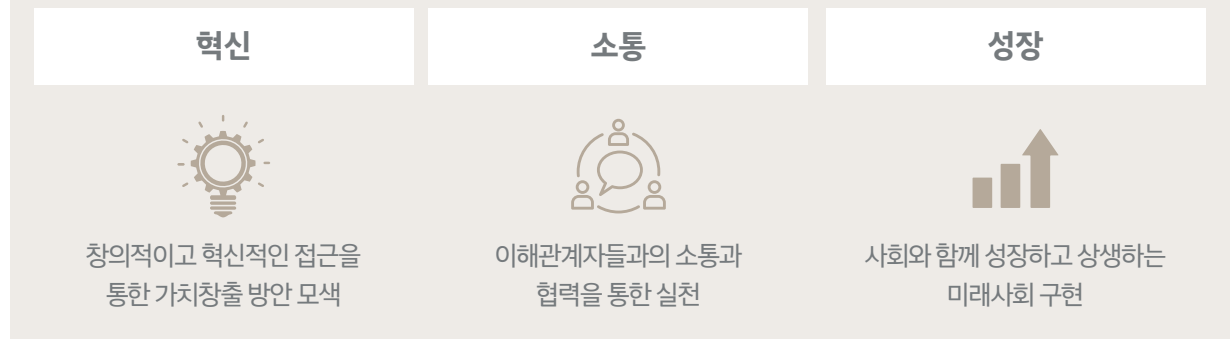 혁신
창의적이고 혁신적인 접근을
통한 가치창출 방안 모색
소통
이해관계자들과의 소통과
협력을 통한 실천
성장
사회와 함께 성장하고 상생하는
미래사회 구현